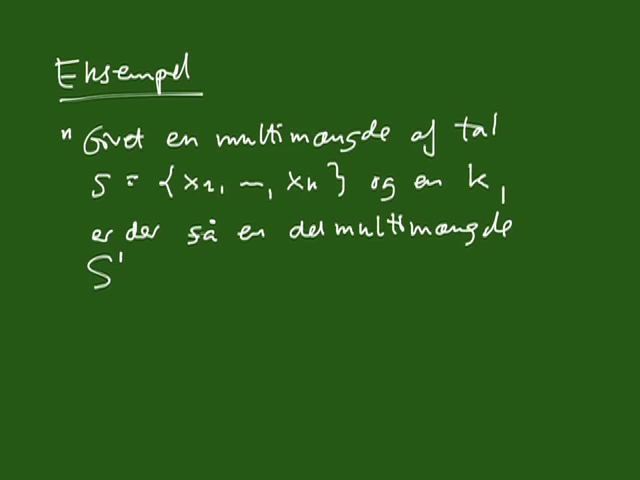 Eksempel
" Givet en multimængde af tal
S = { x1, -, xn } og en k,
er der så en delmultimængde
S'